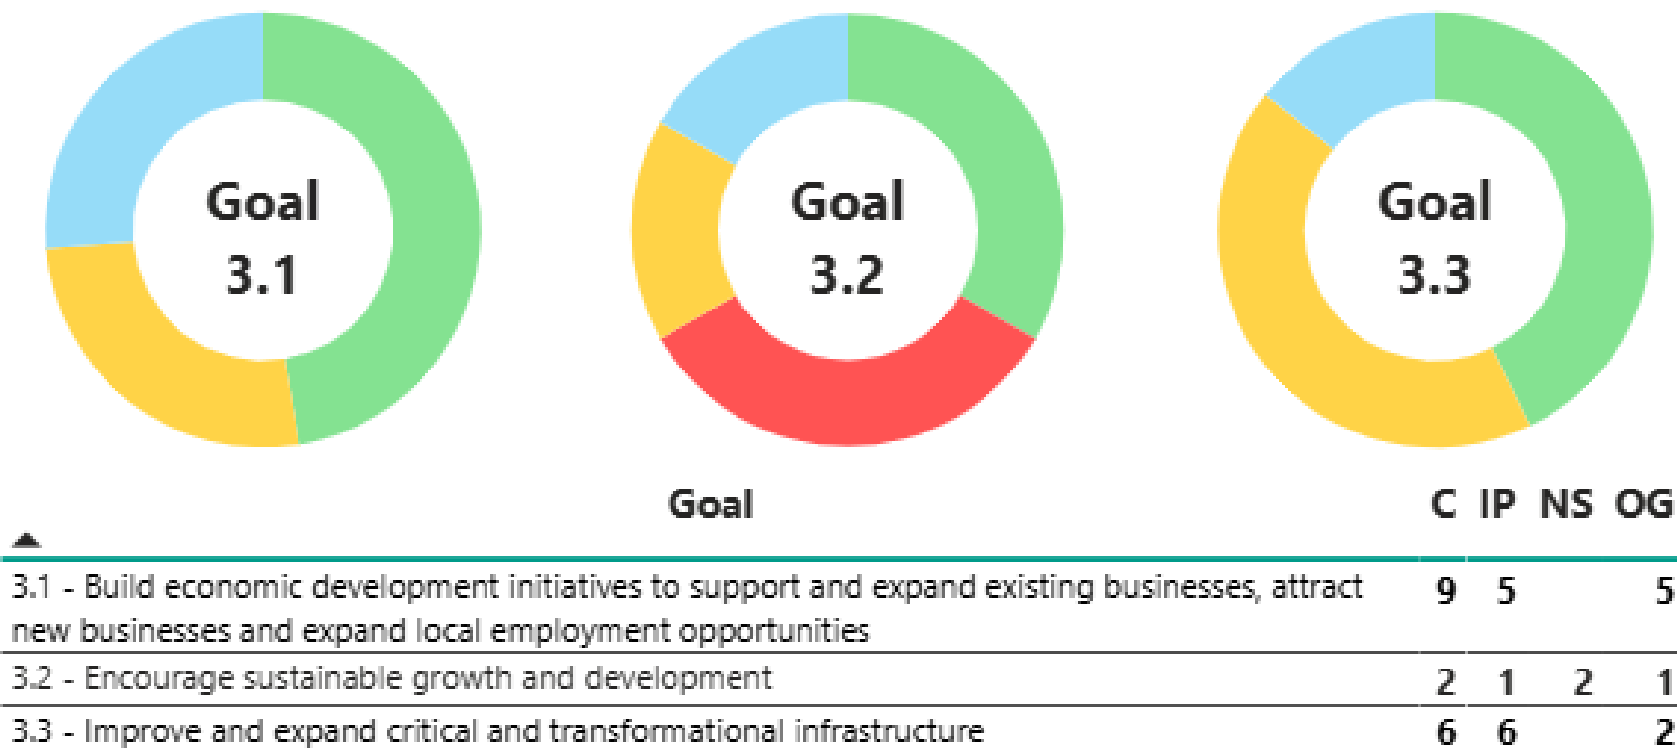 Goal
3.1
Goal
3.2
Goal
3.3
Goal C IP NS OG
3.1 - Build economic development initiatives to support and expand existing businesses, attract 9 5 5
new businesses and expand local employment opportunities
3.2 - Encourage sustainable growth and development 2 1 2 1
3.3 - Improve and expand critical and transformational infrastructure 6 6 2